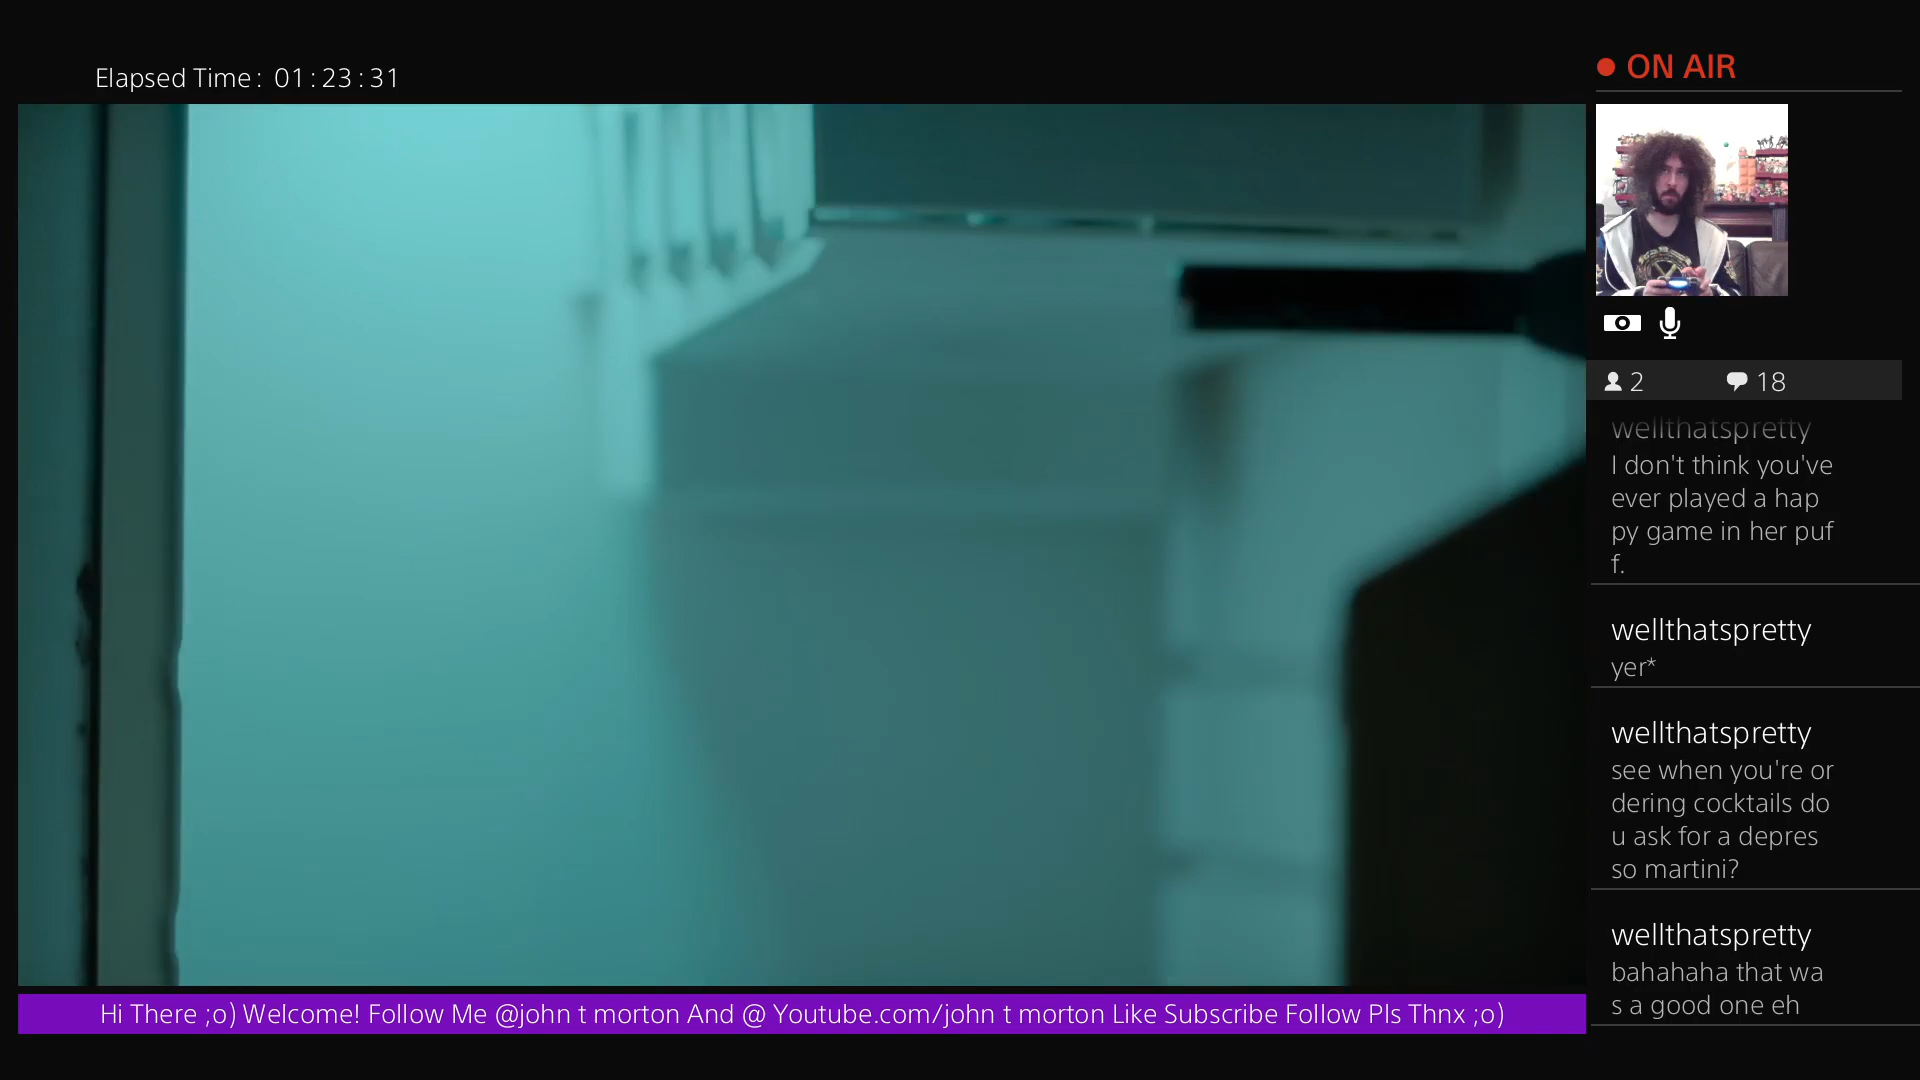 Elapsed Time: 01:23:31
ON AIR
2
18
wellthatspretty
I don't think you've
ever played a hap
py game in her puf
f.
wellthatspretty
yer*
wellthatspretty
see when you're or
dering cocktails do
u ask for a depres
so martini?
wellthatspretty
bahahaha that wa
s a good one eh
Hi There ;o) Welcome! Follow Me @john t morton And @ Youtube.com/john t morton Like Subscribe Follow Pls Thnx ;o)